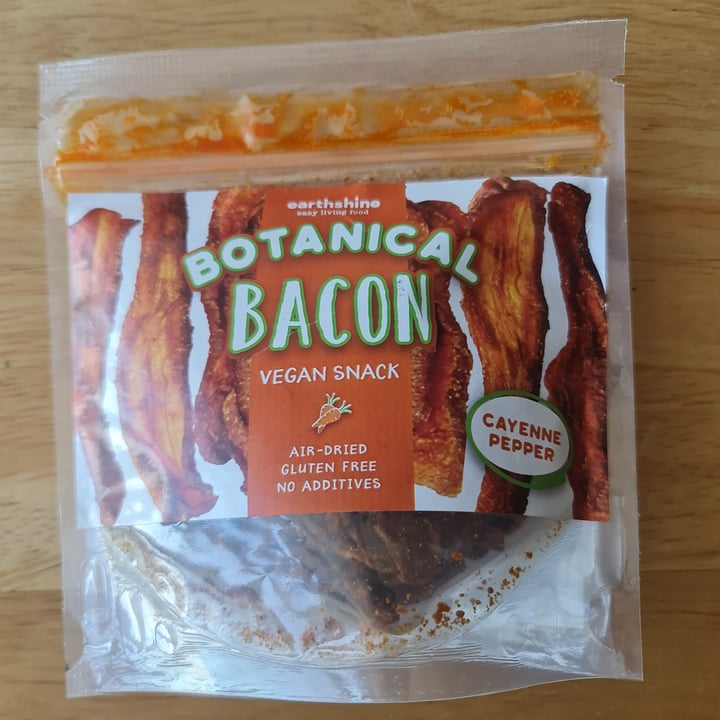 earthshine
easy living food
BOTANICAL
BACON
VEGAN SNACK
AIR-DRIED
GLUTEN FREE
NO ADDITIVES
CAYENNE
PEPPER